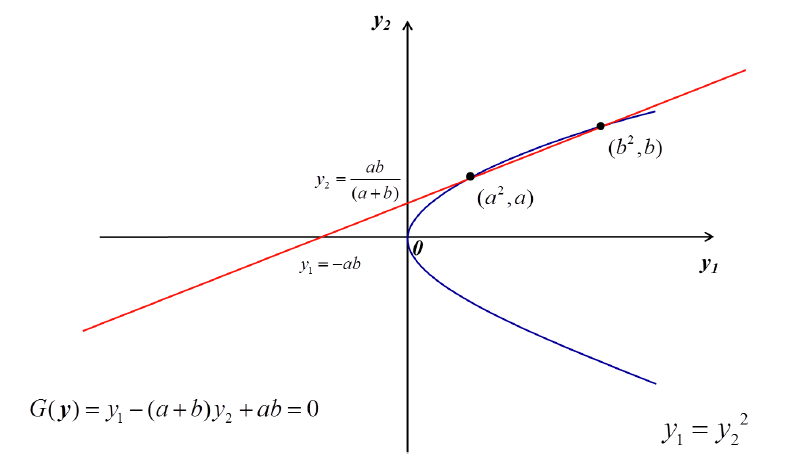 y₂
(b²,b)
y₂ = ab/(a+b)
(a²,a)
0
y₁ = −ab
y₁
G(y) = y₁ − (a+b)y₂ + ab = 0
y₁ = y₂²